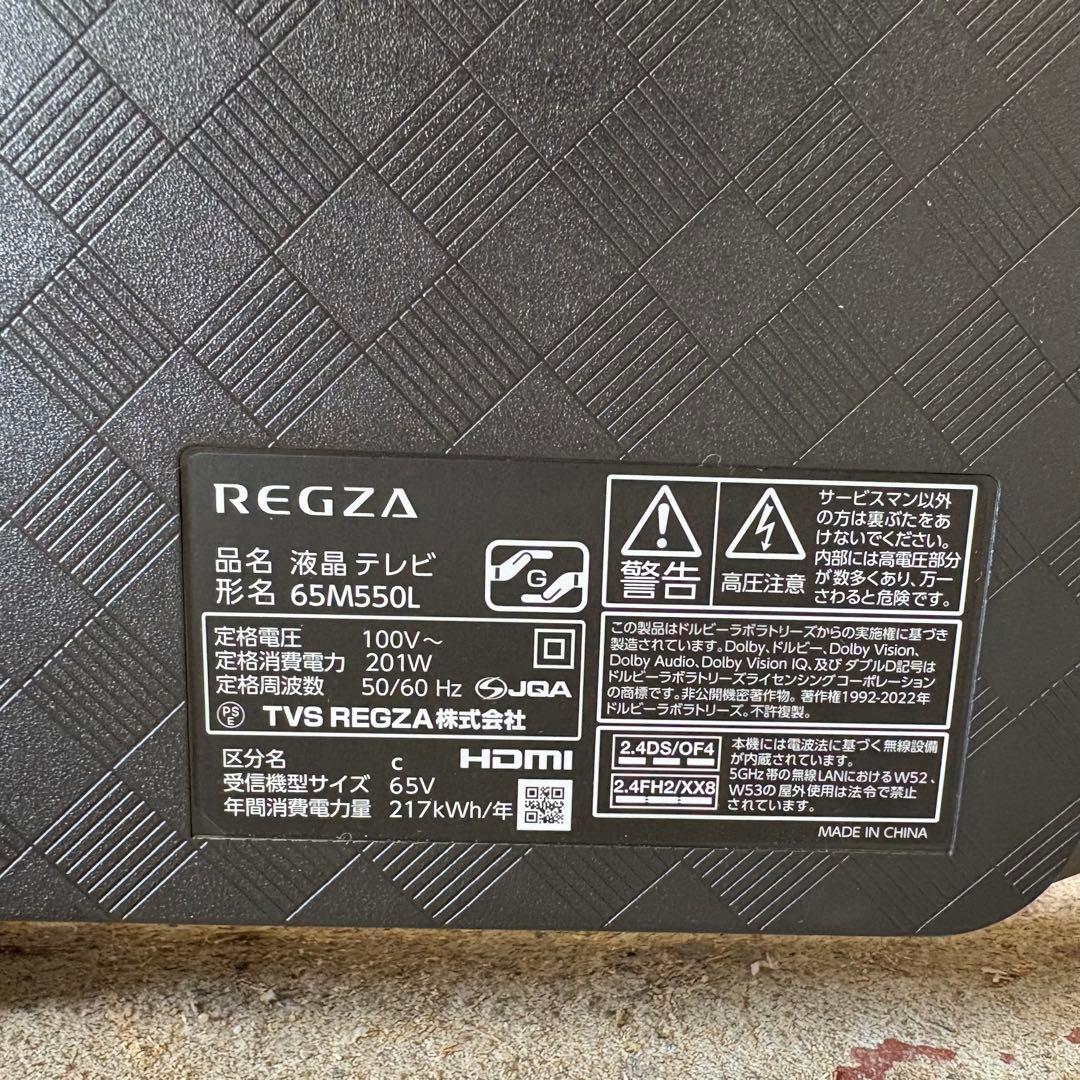 REGZA
品名 液晶テレビ
形名 65M550L
G
定格電圧 100V～
定格消費電力 201W
定格周波数 50/60 Hz
JQA
PS
E
TVS REGZA株式会社
区分名 c
HDMI
受信機型サイズ 65V
年間消費電力量 217kWh/年
警告
高圧注意
サービスマン以外
の方は裏ぶたをあ
けないでください。
内部には高電圧部分
が数多くあり、万一
さわると危険です。
この製品はドルビーラボラトリーズからの実施権に基づき
製造されています。Dolby、ドルビー、Dolby Vision、
Dolby Audio、Dolby Vision IQ、及び ダブルD記号は
ドルビーラボラトリーズライセンシングコーポレーション
の商標です。非公開機密著作物。著作権1992-2022年
ドルビーラボラトリーズ。不許複製。
2.4DS/OF4
2.4FH2/XX8
本機には電波法に基づく無線設備
が内蔵されています。
5GHz帯の無線LANにおけるW52、
W53の屋外使用は法令で禁止
されています。
MADE IN CHINA